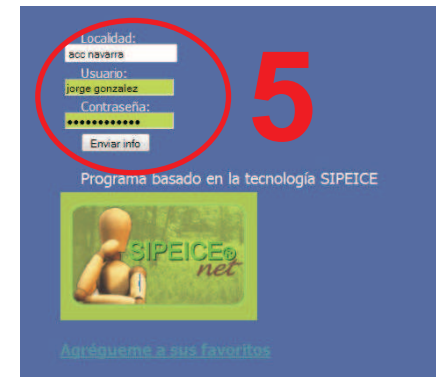 Localidad:
acc navarra
Usuario:
jorge gonzalez
Contraseña:
••••••••••••
Enviar info
5
Programa basado en la tecnología SIPEICE
SIPEICE®
net
Agrégueme a sus favoritos